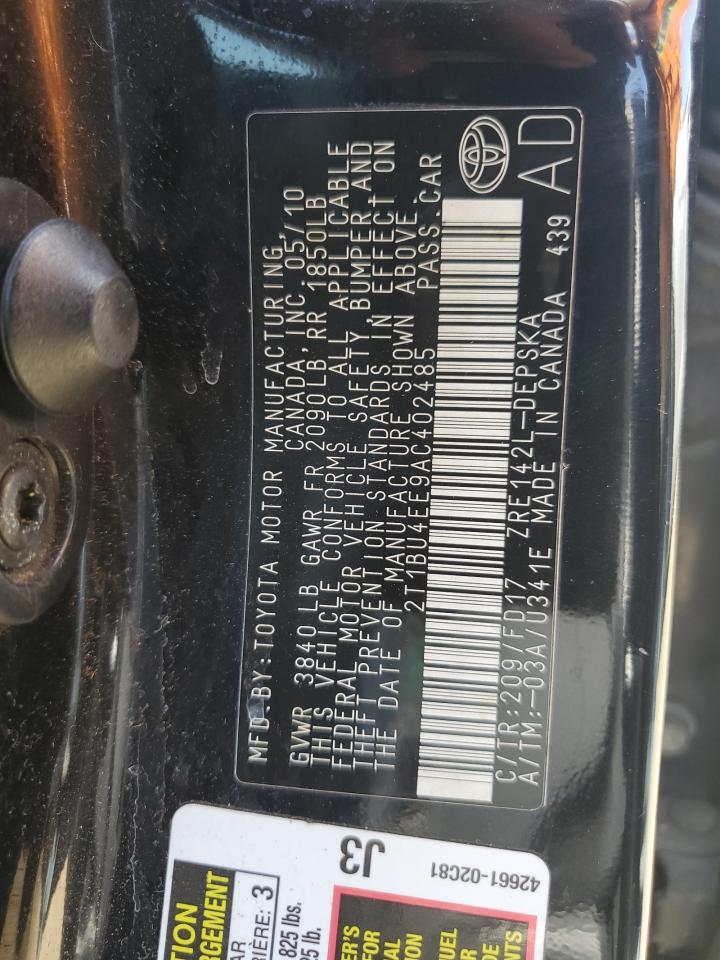 MFD.BY:TOYOTA MOTOR MANUFACTURING,
CANADA, INC. 05/10
GVWR 3840LB GAWR FR 2090LB RR 1850LB
THIS VEHICLE CONFORMS TO ALL APPLICABLE
FEDERAL MOTOR VEHICLE SAFETY BUMPER,AND
THEFT PREVENTION STANDARDS IN EFFECT ON
THE DATE OF MANUFACTURE SHOWN ABOVE.
2T1BU4EE9AC402485 PASS.CAR
C/TR:209/FD17 ZRE142L-DEPSKA
A/TM:-03A/U341E MADE IN CANADA 439
AD
J3
42661-02C81
RIÈRE: 3
825 lbs.